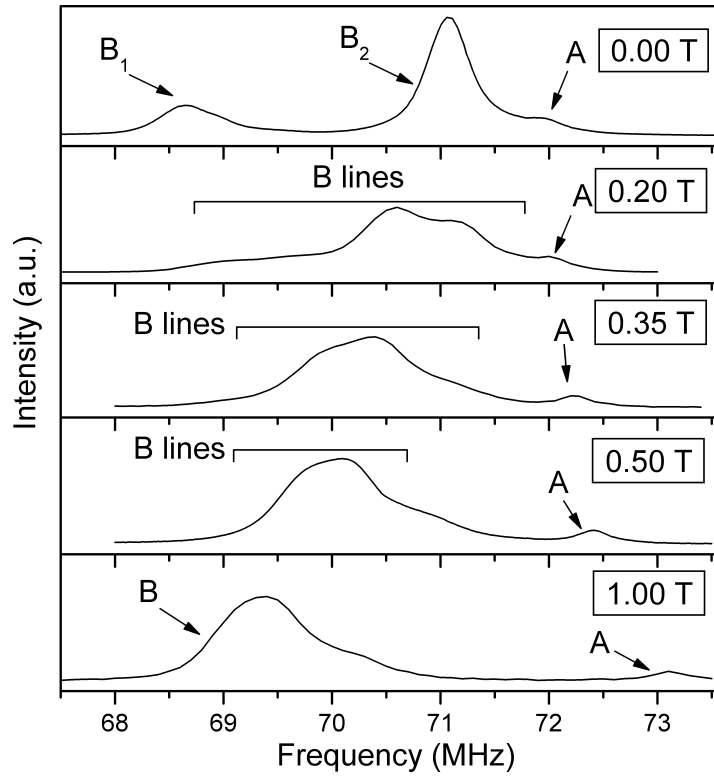 B₁
B₂
A
0.00 T
B lines
A
0.20 T
B lines
A
0.35 T
B lines
A
0.50 T
B
A
1.00 T
Intensity (a.u.)
68 69 70 71 72 73
Frequency (MHz)